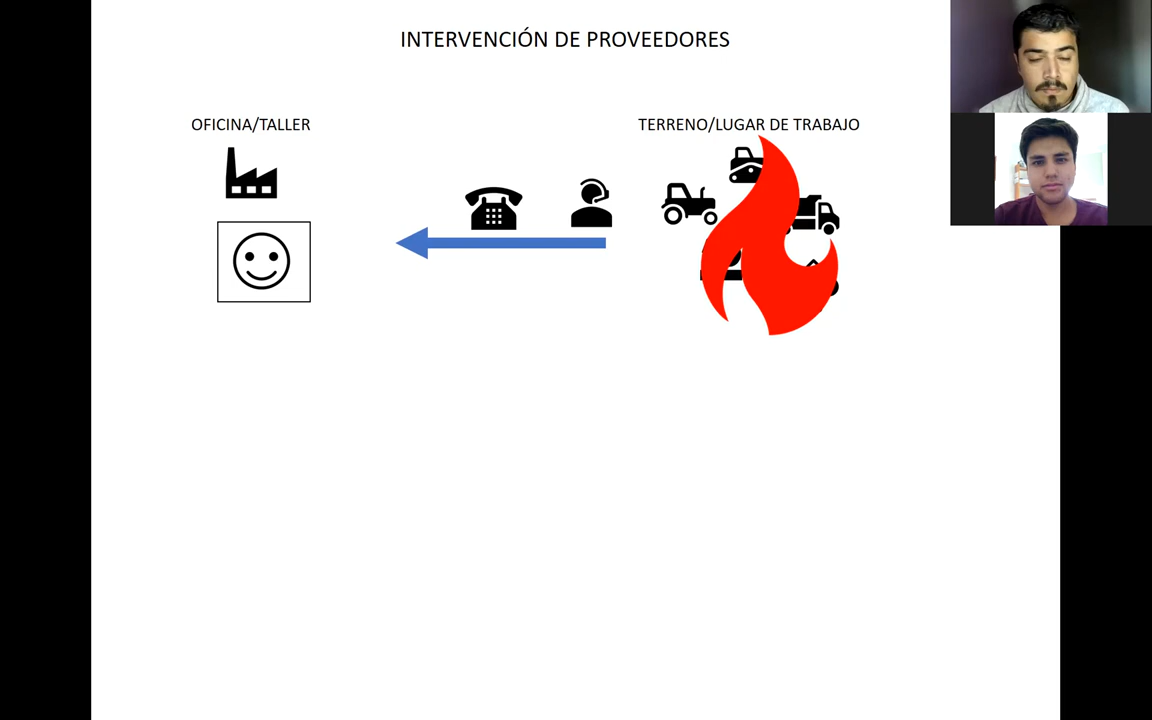 INTERVENCIÓN DE PROVEEDORES
OFICINA/TALLER
TERRENO/LUGAR DE TRABAJO